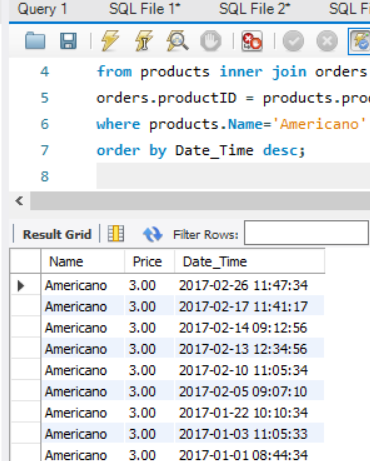 Query 1 SQL File 1* SQL File 2*
4 from products inner join orders
5 orders.productID =
6 where products.Name='Americano'
7 order by Date_Time desc;
8
Result Grid Filter Rows:
Name Price Date_Time
Americano 3.00 2017-02-26 11:47:34
Americano 3.00 2017-02-17 11:41:17
Americano 3.00 2017-02-14 09:12:56
Americano 3.00 2017-02-13 12:34:56
Americano 3.00 2017-02-10 11:05:34
Americano 3.00 2017-02-05 09:07:10
Americano 3.00 2017-01-22 10:10:34
Americano 3.00 2017-01-03 11:05:33
Americano 3.00 2017-01-01 08:44:34